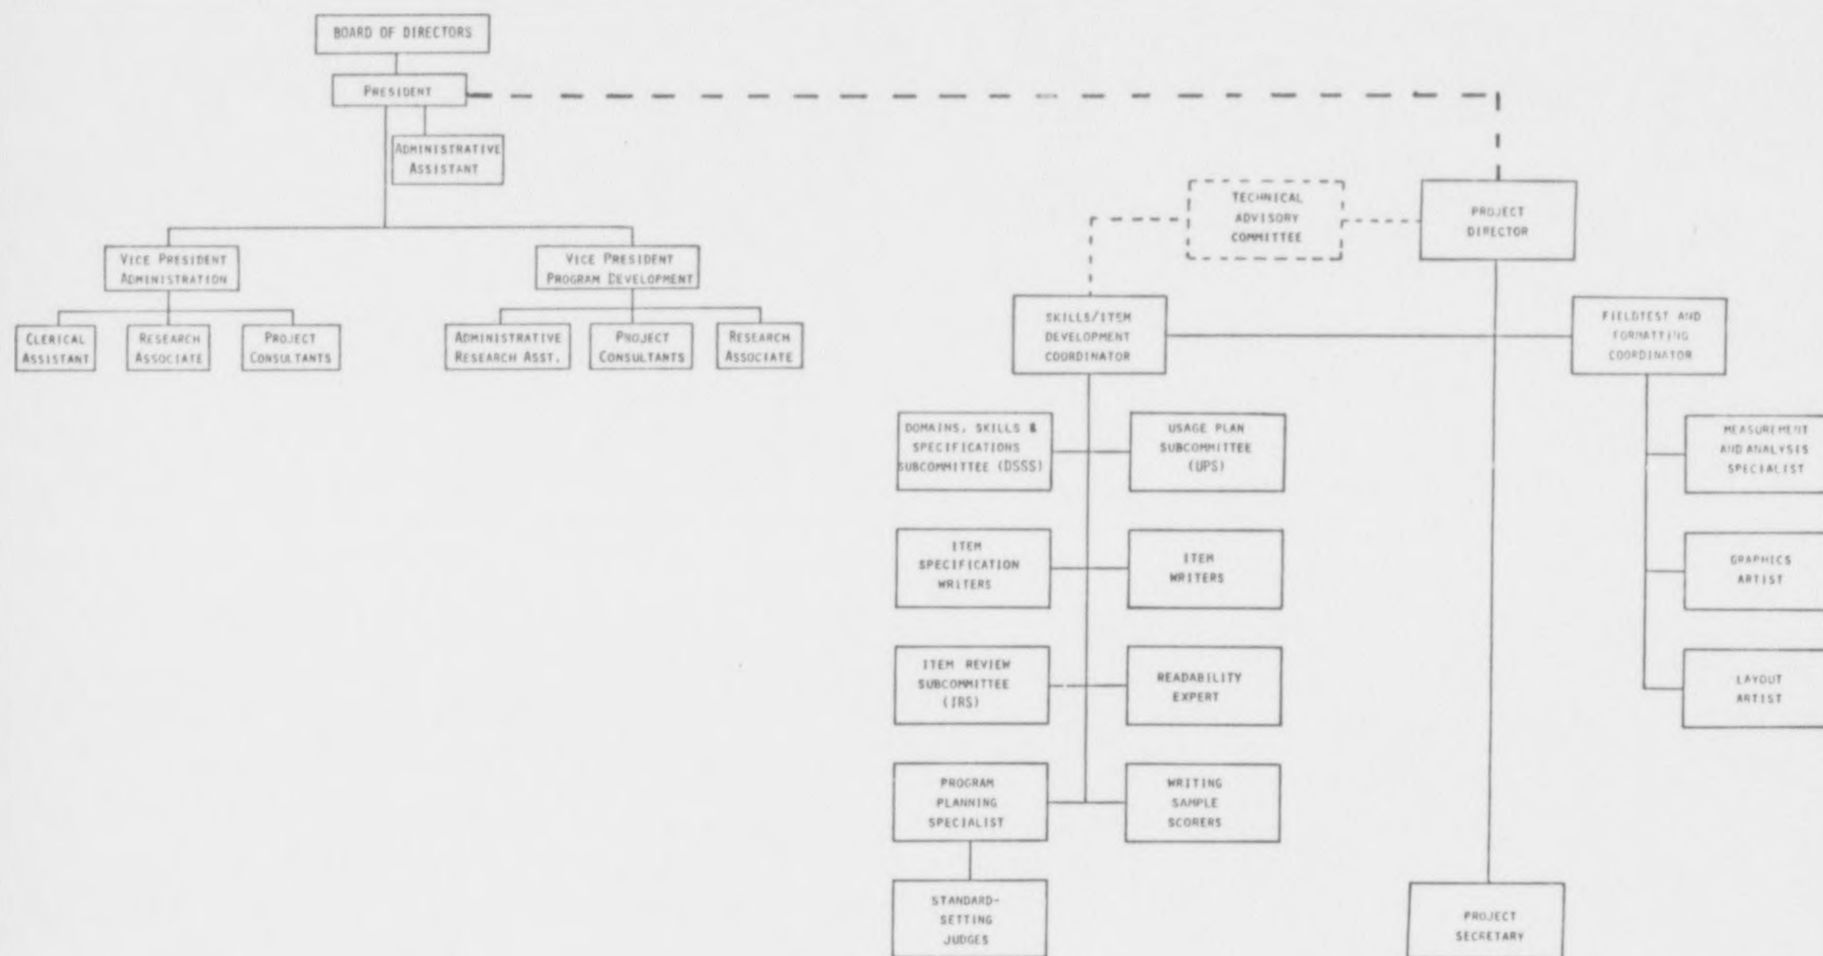 BOARD OF DIRECTORS
PRESIDENT
ADMINISTRATIVE
ASSISTANT
VICE PRESIDENT
ADMINISTRATION
VICE PRESIDENT
PROGRAM DEVELOPMENT
CLERICAL
ASSISTANT
RESEARCH
ASSOCIATE
PROJECT
CONSULTANTS
ADMINISTRATIVE
RESEARCH ASST.
PROJECT
CONSULTANTS
RESEARCH
ASSOCIATE
TECHNICAL
ADVISORY
COMMITTEE
PROJECT
DIRECTOR
SKILLS/ITEM
DEVELOPMENT
COORDINATOR
FIELDTEST AND
FORMATTING
COORDINATOR
DOMAINS, SKILLS &
SPECIFICATIONS
SUBCOMMITTEE (DSSS)
USAGE PLAN
SUBCOMMITTEE
(UPS)
MEASUREMENT
AND ANALYSIS
SPECIALIST
ITEM
SPECIFICATION
WRITERS
ITEM
WRITERS
GRAPHICS
ARTIST
ITEM REVIEW
SUBCOMMITTEE
(IRS)
READABILITY
EXPERT
LAYOUT
ARTIST
PROGRAM
PLANNING
SPECIALIST
WRITING
SAMPLE
SCORERS
STANDARD-
SETTING
JUDGES
PROJECT
SECRETARY